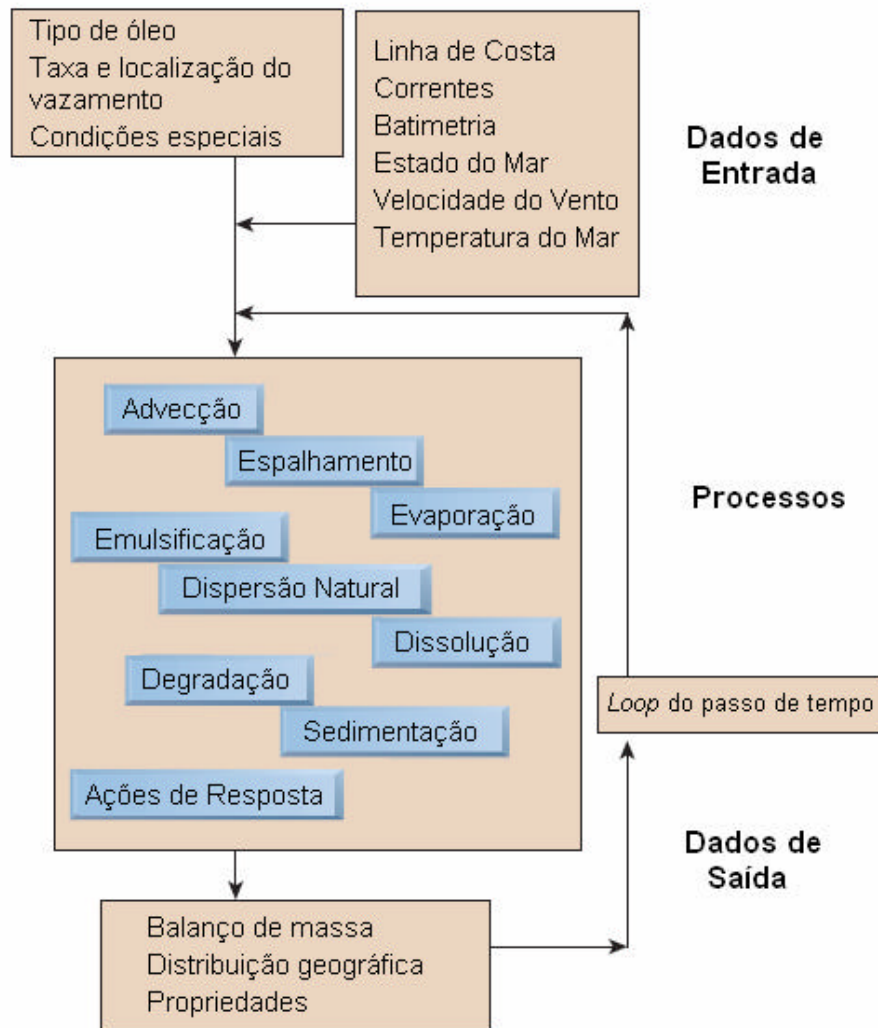 Tipo de óleo
Taxa e localização do
vazamento
Condições especiais
Linha de Costa
Correntes
Batimetria
Estado do Mar
Velocidade do Vento
Temperatura do Mar
Dados de
Entrada
Advecção
Espalhamento
Evaporação
Emulsificação
Dispersão Natural
Dissolução
Degradação
Sedimentação
Ações de Resposta
Processos
Loop do passo de tempo
Dados de
Saída
Balanço de massa
Distribuição geográfica
Propriedades